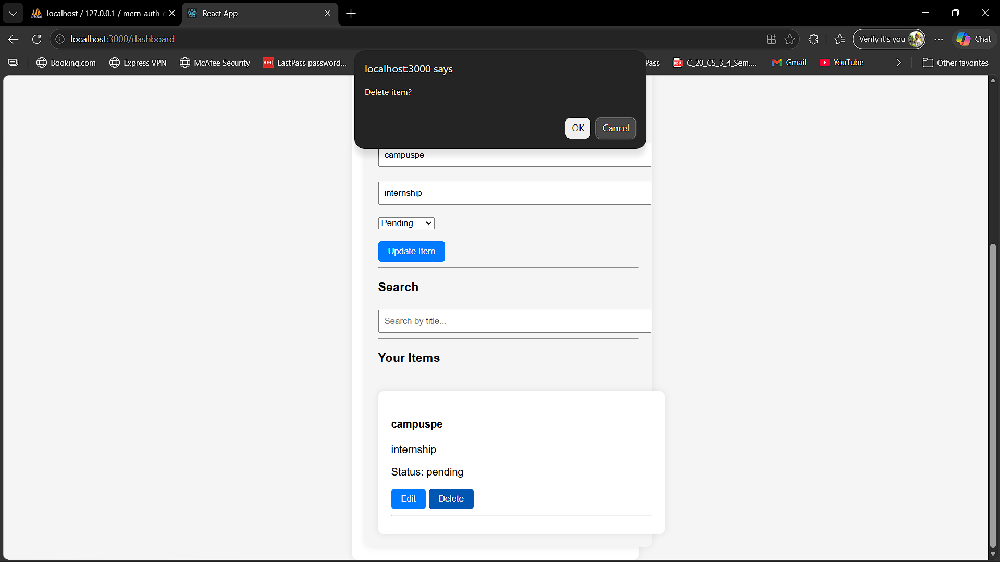 localhost / 127.0.0.1 / mern_auth_
React App
localhost:3000/dashboard
Verify it's you
Chat
Booking.com
Express VPN
McAfee Security
LastPass password...
Pass
C_20_CS_3_4_Sem....
Gmail
YouTube
Other favorites
localhost:3000 says
Delete item?
OK
Cancel
campuspe
internship
Pending
Update Item
Search
Search by title...
Your Items
campuspe
internship
Status: pending
Edit
Delete